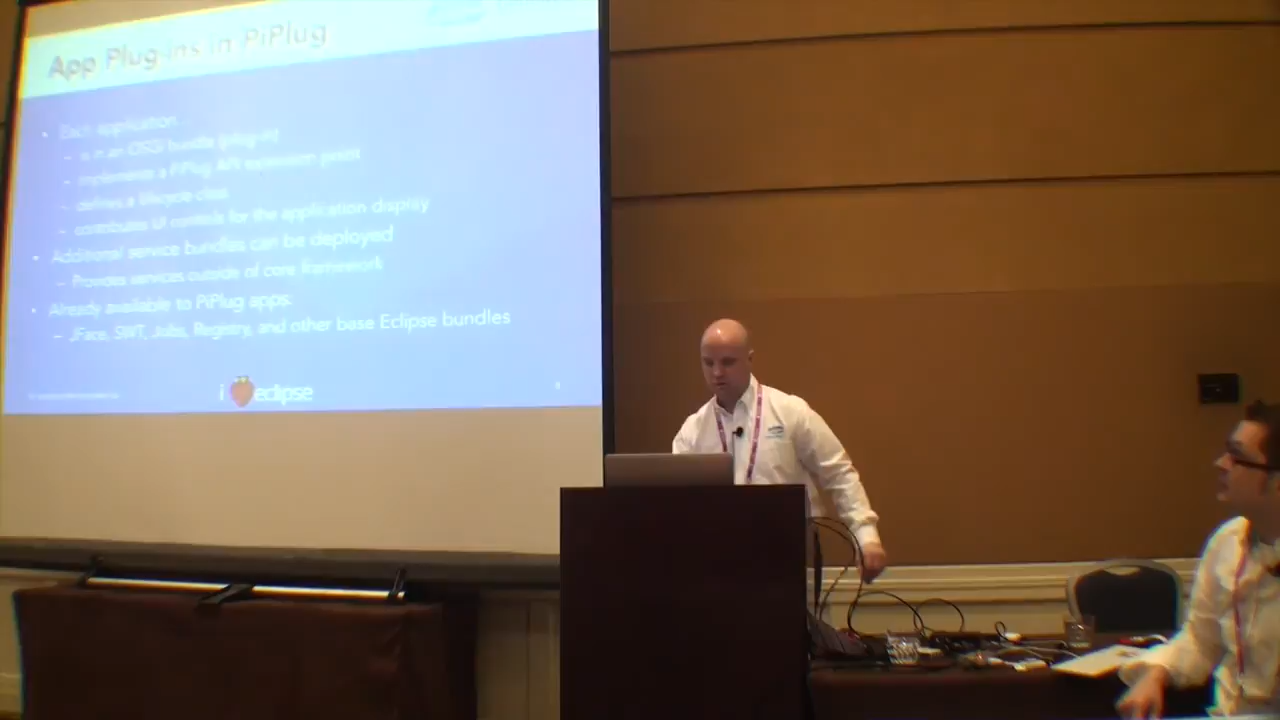 App Plug-ins in PiPlug
• Each application
– is in an OSGi bundle (plug-in)
– implements a PiPlug API extension point
– defines a lifecycle class
– contributes UI controls for the application display
• Additional service bundles can be deployed
– Provides services outside of core framework
• Already available to PiPlug apps:
– JFace, SWT, Jobs, Registry, and other base Eclipse bundles
i eclipse